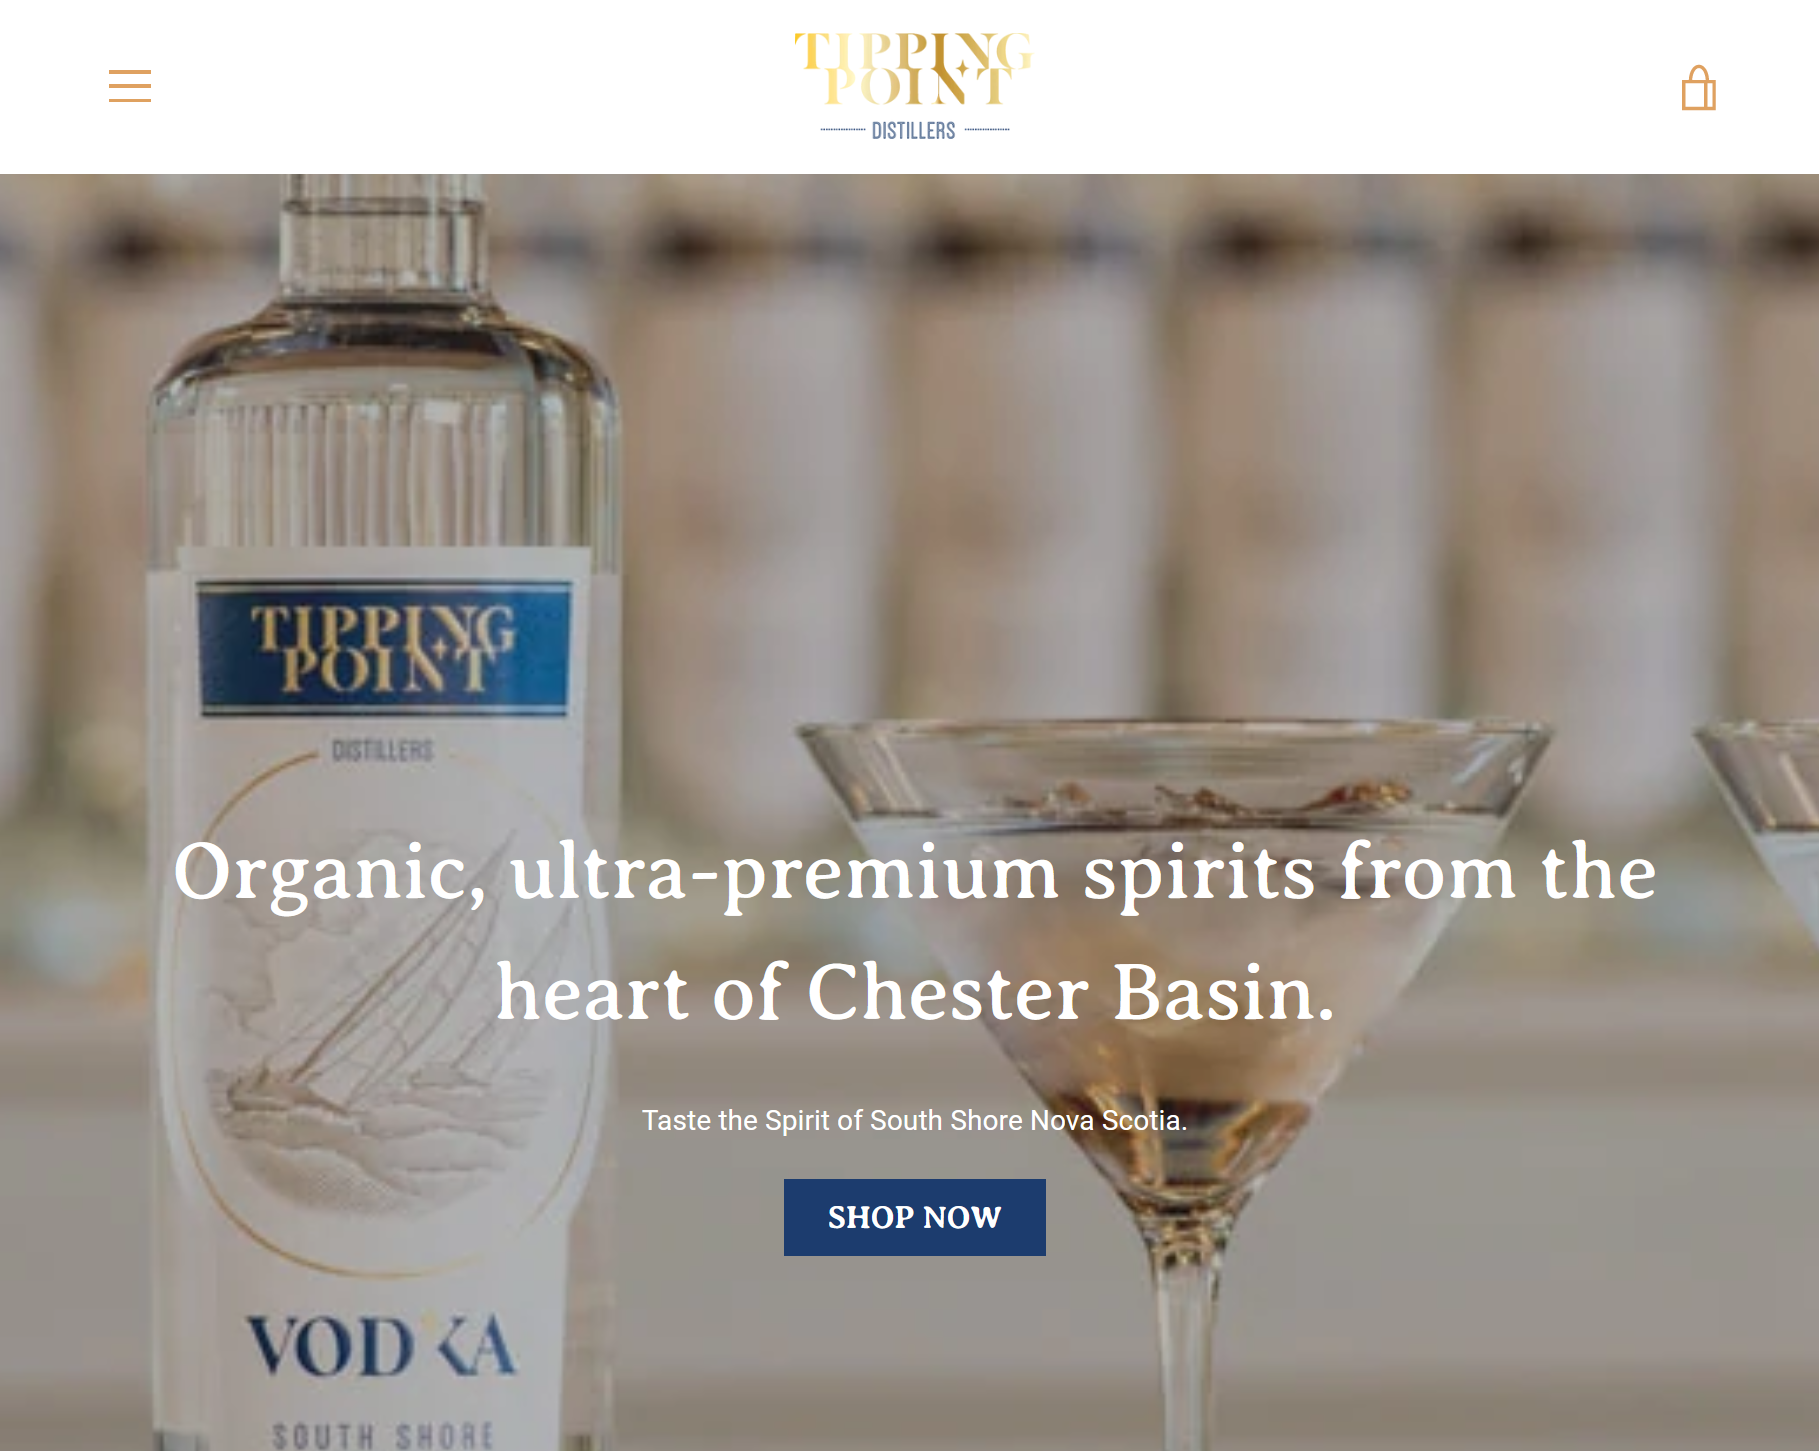 TIPPING
POINT
DISTILLERS
TIPPING
POINT
DISTILLERS
Organic, ultra-premium spirits from the
heart of Chester Basin.
Taste the Spirit of South Shore Nova Scotia.
SHOP NOW
VODKA
SOUTH SHORE